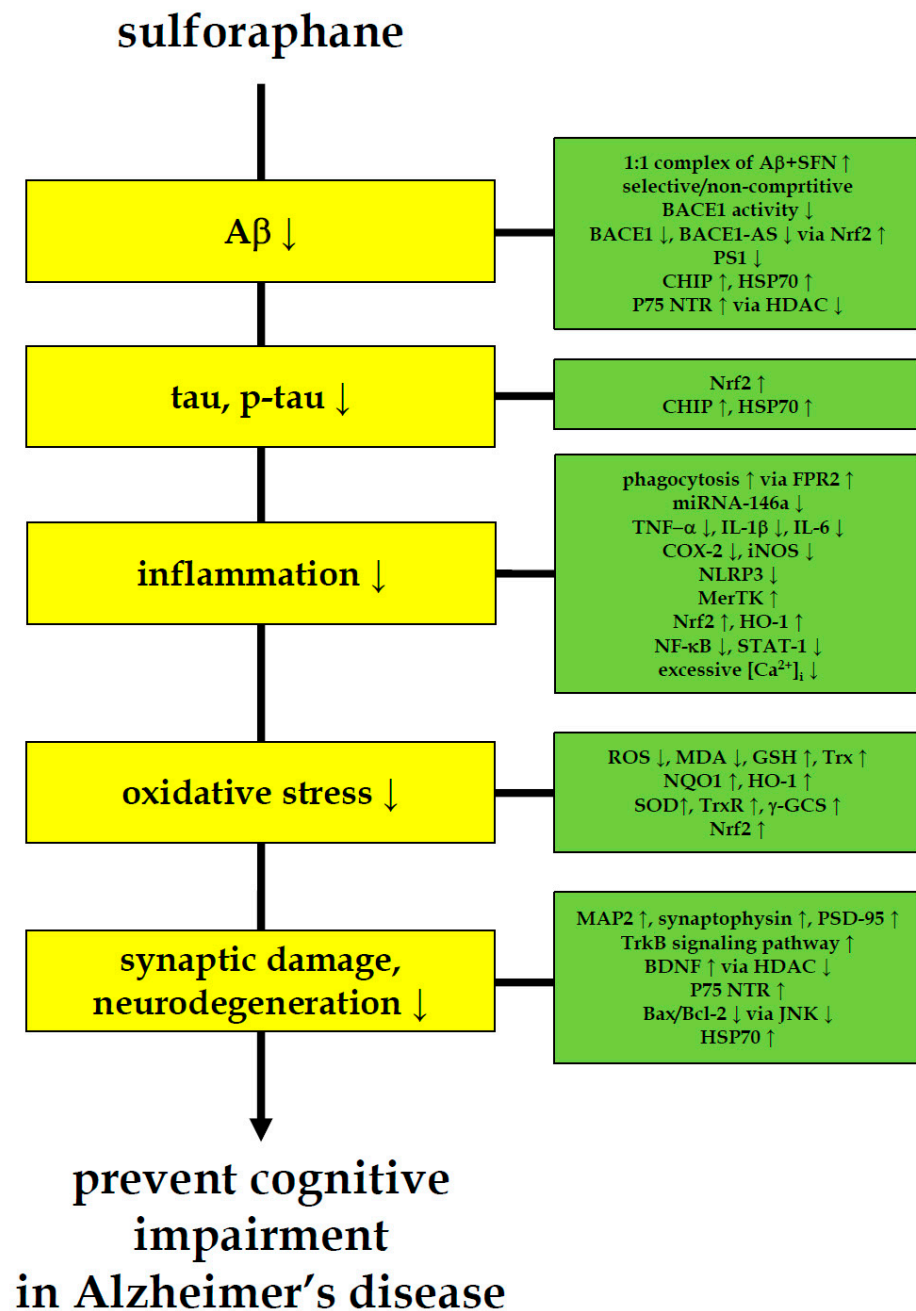 sulforaphane
Aβ ↓
1:1 complex of Aβ+SFN ↑
selective/non-comprtitive
BACE1 activity ↓
BACE1 ↓, BACE1-AS ↓ via Nrf2 ↑
PS1 ↓
CHIP ↑, HSP70 ↑
P75 NTR ↑ via HDAC ↓
tau, p-tau ↓
Nrf2 ↑
CHIP ↑, HSP70 ↑
inflammation ↓
phagocytosis ↑ via FPR2 ↑
miRNA-146a ↓
TNF–α ↓, IL-1β ↓, IL-6 ↓
COX-2 ↓, iNOS ↓
NLRP3 ↓
MerTK ↑
Nrf2 ↑, HO-1 ↑
NF-κB ↓, STAT-1 ↓
excessive [Ca²⁺]ᵢ ↓
oxidative stress ↓
ROS ↓, MDA ↓, GSH ↑, Trx ↑
NQO1 ↑, HO-1 ↑
SOD↑, TrxR ↑, γ-GCS ↑
Nrf2 ↑
synaptic damage,
neurodegeneration ↓
MAP2 ↑, synaptophysin ↑, PSD-95 ↑
TrkB signaling pathway ↑
BDNF ↑ via HDAC ↓
P75 NTR ↑
Bax/Bcl-2 ↓ via JNK ↓
HSP70 ↑
prevent cognitive
impairment
in Alzheimer's disease